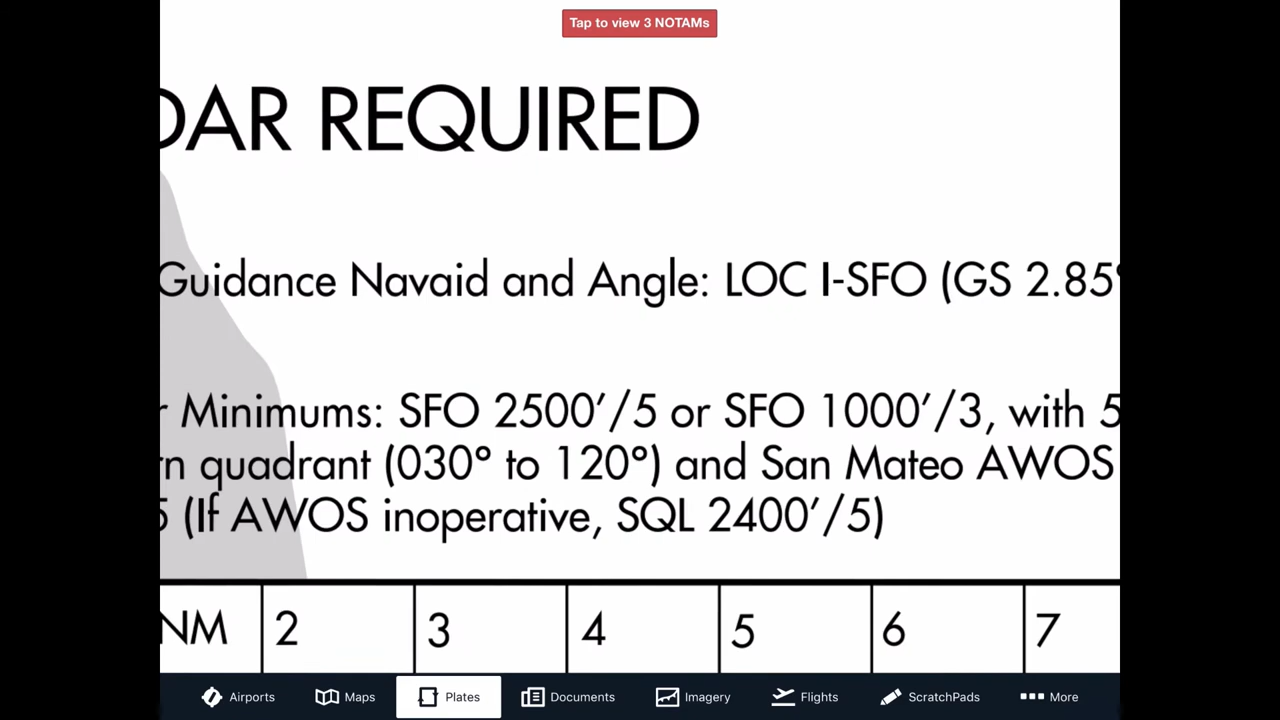 Tap to view 3 NOTAMs
DAR REQUIRED
Guidance Navaid and Angle: LOC I-SFO (GS 2.85°
r Minimums: SFO 2500’/5 or SFO 1000’/3, with 5
rn quadrant (030° to 120°) and San Mateo AWOS
5 (If AWOS inoperative, SQL 2400’/5)
NM 2 3 4 5 6 7
Airports Maps Plates Documents Imagery Flights ScratchPads More